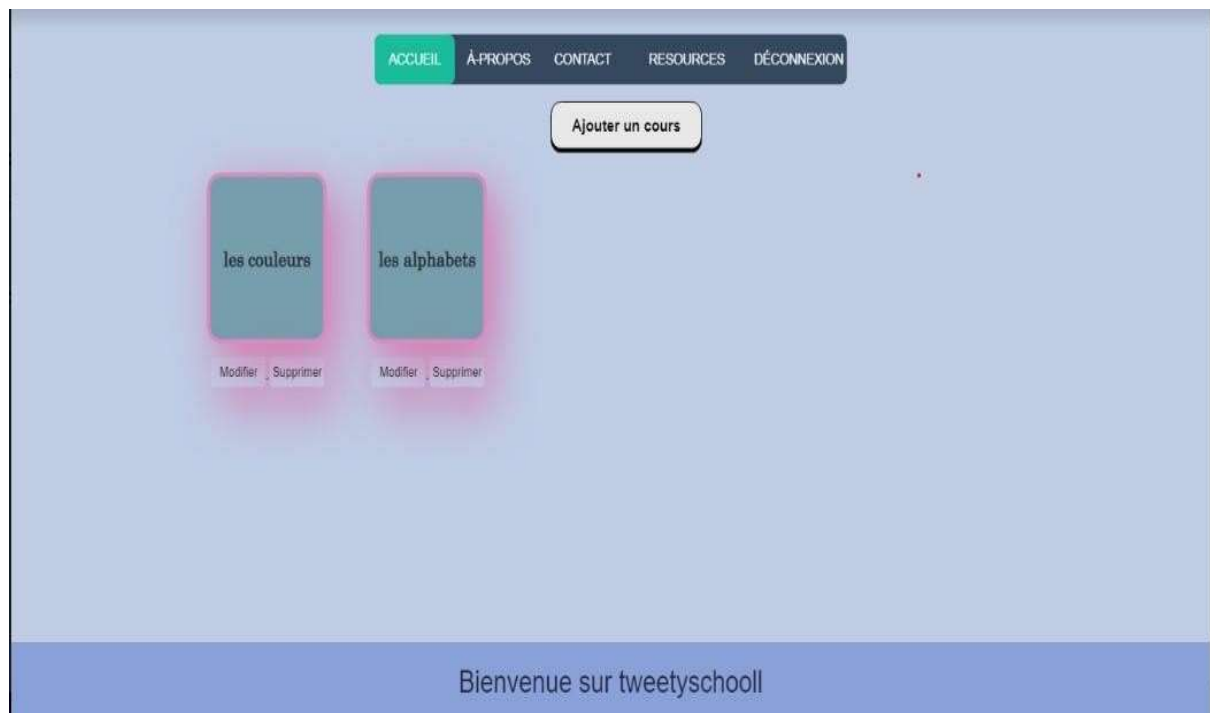 ACCUEIL À-PROPOS CONTACT RESOURCES DÉCONNEXION
Ajouter un cours
les couleurs les alphabets
Modifier Supprimer Modifier Supprimer
Bienvenue sur tweetyschooll